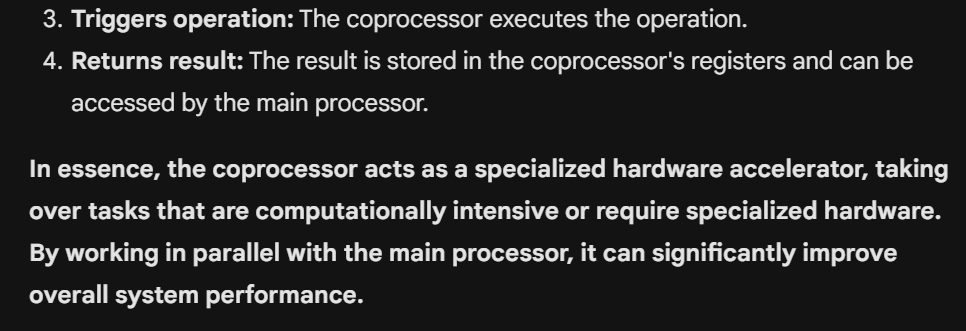 3. Triggers operation: The coprocessor executes the operation.
4. Returns result: The result is stored in the coprocessor's registers and can be
accessed by the main processor.
In essence, the coprocessor acts as a specialized hardware accelerator, taking
over tasks that are computationally intensive or require specialized hardware.
By working in parallel with the main processor, it can significantly improve
overall system performance.